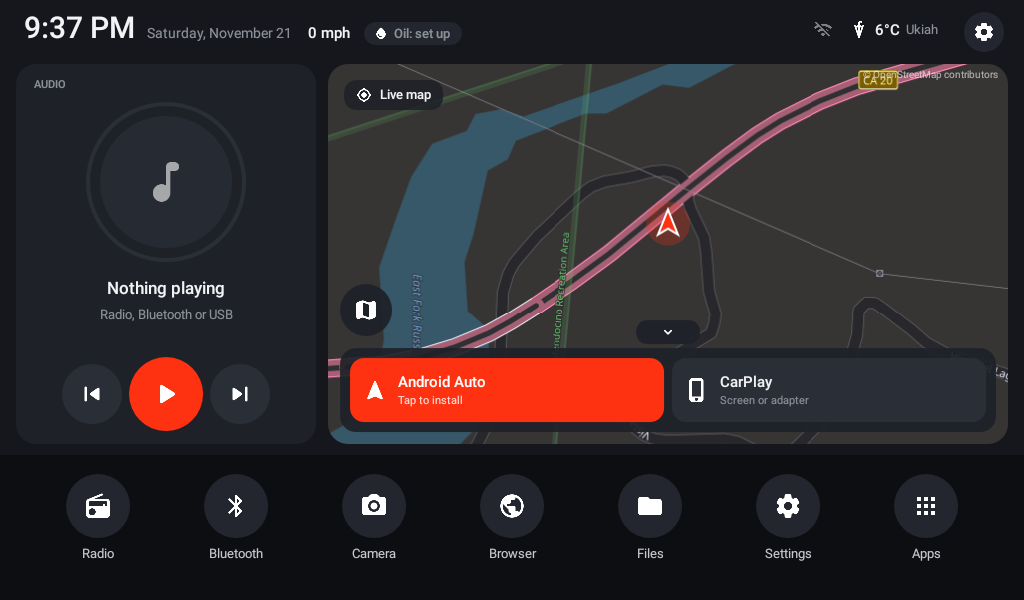 9:37 PM Saturday, November 21 0 mph Oil: set up 6°C Ukiah
AUDIO
Live map
© OpenStreetMap contributors
CA 20
East Fork Russ
ndocino Recreation Area
Nothing playing
Radio, Bluetooth or USB
Android Auto
Tap to install
CarPlay
Screen or adapter
Lag
Radio Bluetooth Camera Browser Files Settings Apps